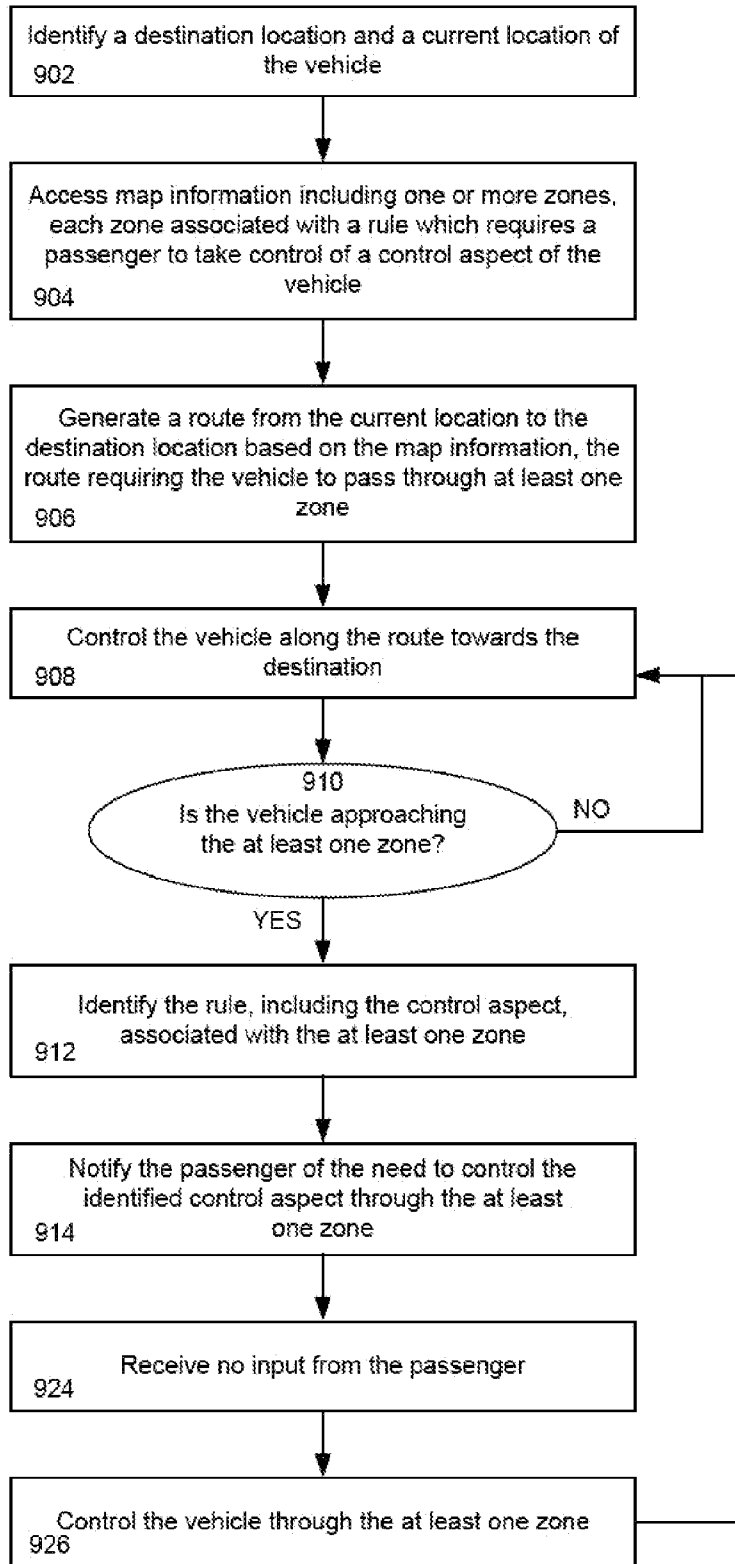 Identify a destination location and a current location of
the vehicle
902
Access map information including one or more zones,
each zone associated with a rule which requires a
passenger to take control of a control aspect of the
vehicle
904
Generate a route from the current location to the
destination location based on the map information, the
route requiring the vehicle to pass through at least one
zone
906
Control the vehicle along the route towards the
destination
908
910
Is the vehicle approaching
the at least one zone?
NO
YES
Identify the rule, including the control aspect,
associated with the at least one zone
912
Notify the passenger of the need to control the
identified control aspect through the at least
one zone
914
Receive no input from the passenger
924
Control the vehicle through the at least one zone
926